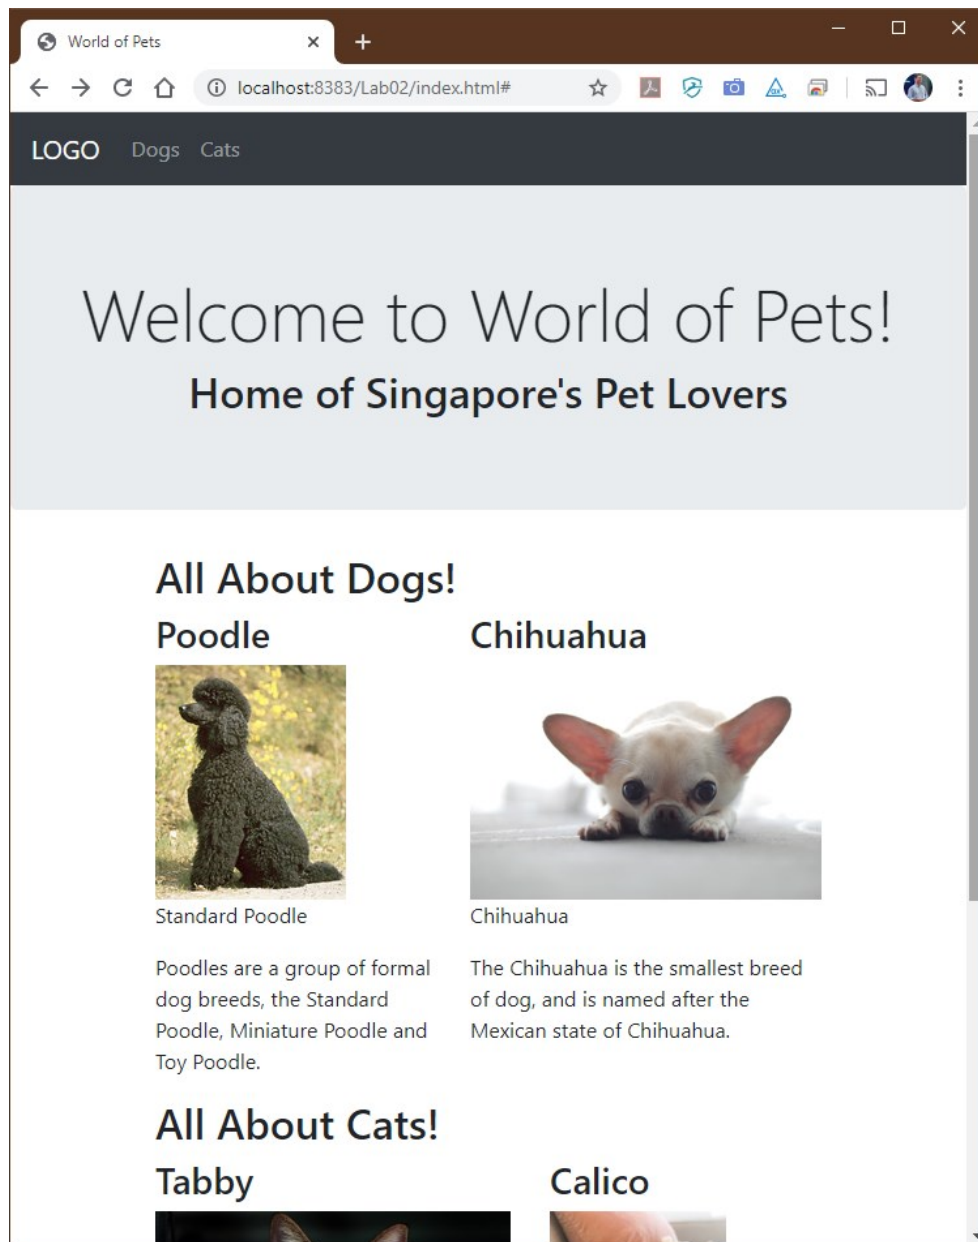 World of Pets
localhost:8383/Lab02/index.html#
LOGO Dogs Cats
Welcome to World of Pets!
Home of Singapore's Pet Lovers
All About Dogs!
Poodle
Standard Poodle
Poodles are a group of formal
dog breeds, the Standard
Poodle, Miniature Poodle and
Toy Poodle.
Chihuahua
Chihuahua
The Chihuahua is the smallest breed
of dog, and is named after the
Mexican state of Chihuahua.
All About Cats!
Tabby
Calico